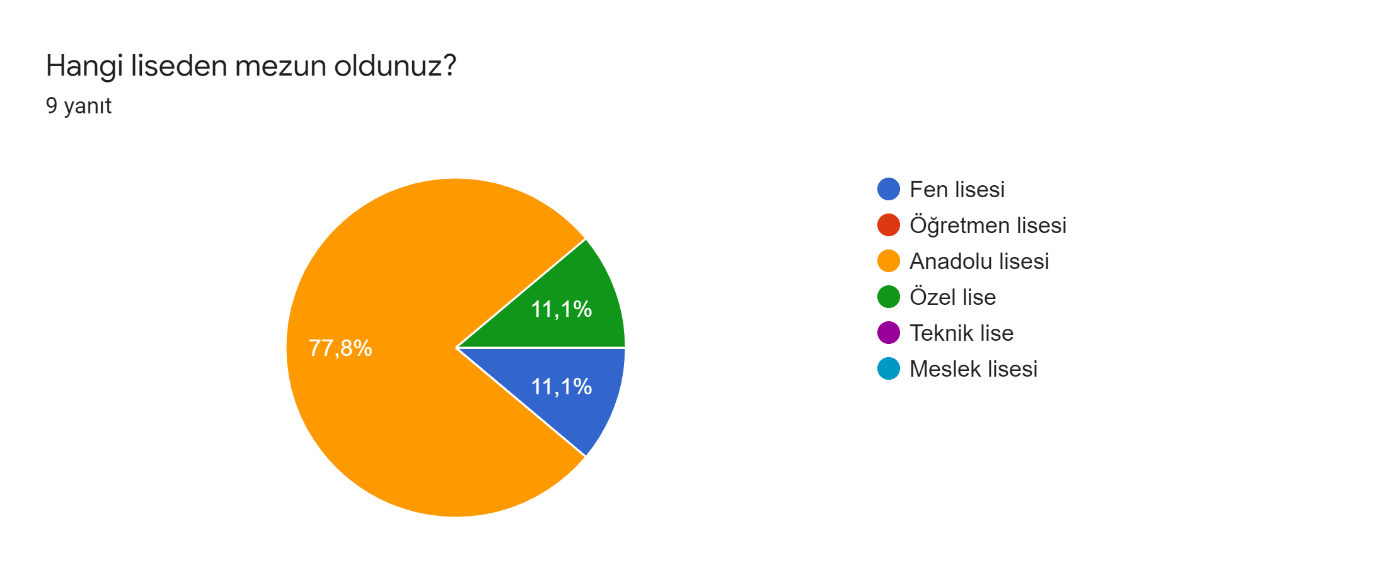 Hangi liseden mezun oldunuz?
9 yanıt
77,8%
11,1%
11,1%
Fen lisesi
Öğretmen lisesi
Anadolu lisesi
Özel lise
Teknik lise
Meslek lisesi